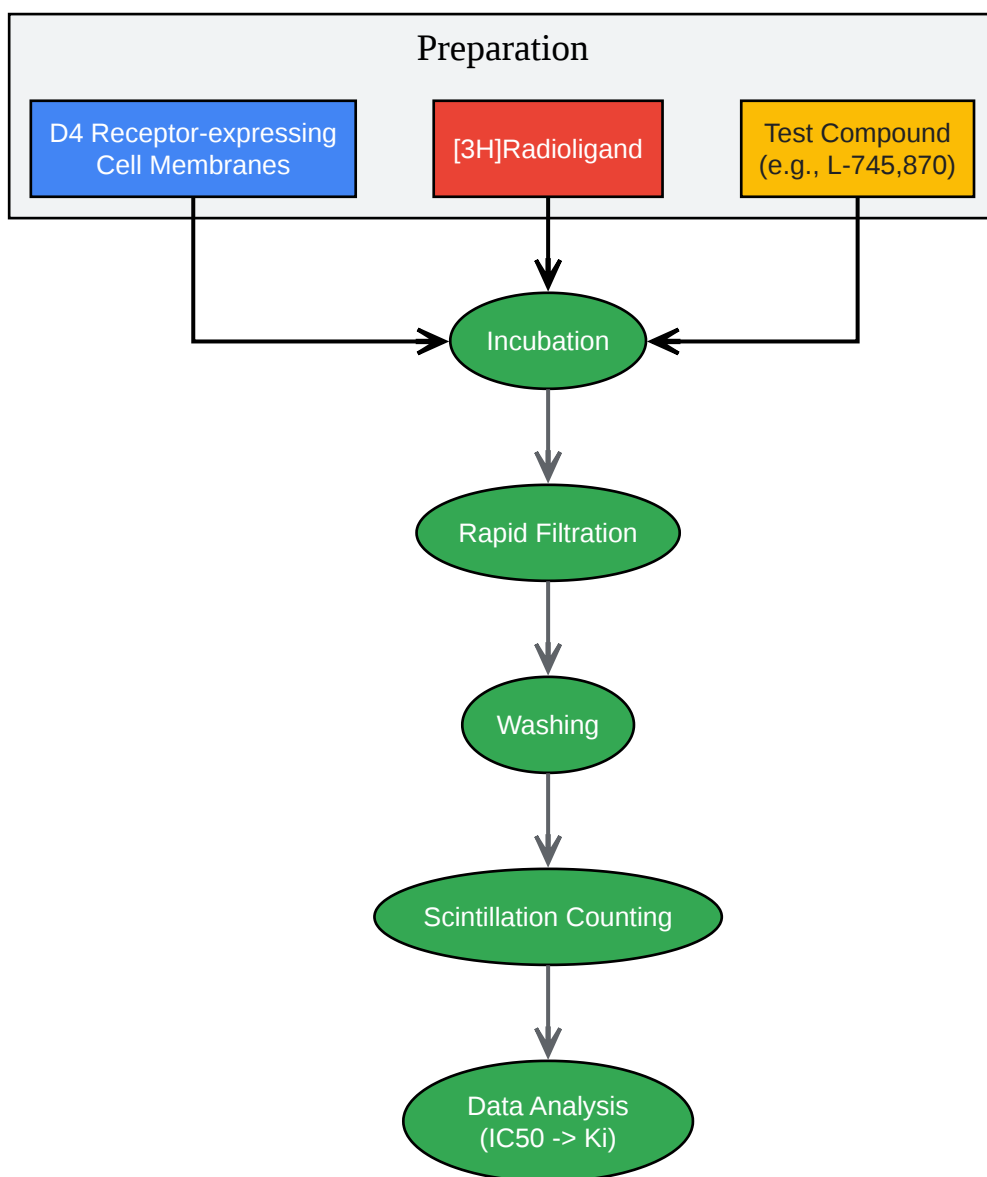 Preparation
D4 Receptor-expressing
Cell Membranes
[3H]Radioligand
Test Compound
(e.g., L-745,870)
Incubation
Rapid Filtration
Washing
Scintillation Counting
Data Analysis
(IC50 -> Ki)